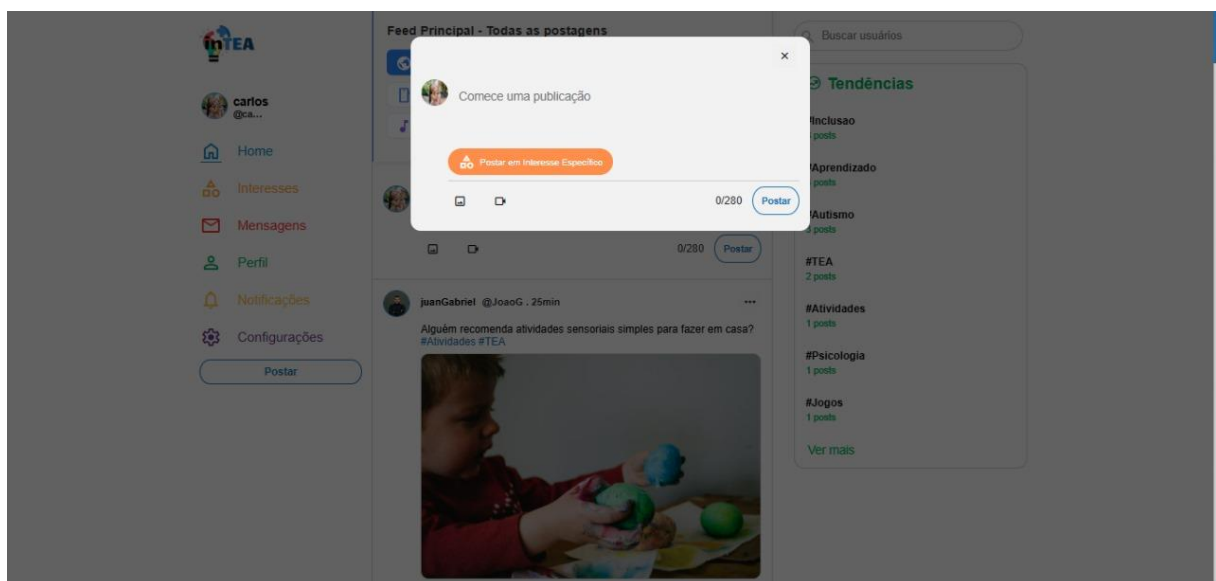 inTEA
carlos
@ca...
Home
Interesses
Mensagens
Perfil
Notificações
Configurações
Postar
Feed Principal - Todas as postagens
×
Comece uma publicação
Postar em Interesse Específico
0/280
Postar
0/280
Postar
juanGabriel @JoaoG . 25min
Alguém recomenda atividades sensoriais simples para fazer em casa?
#Atividades #TEA
Buscar usuários
Tendências
#Inclusao
posts
#Aprendizado
posts
#Autismo
posts
#TEA
2 posts
#Atividades
1 posts
#Psicologia
1 posts
#Jogos
1 posts
Ver mais